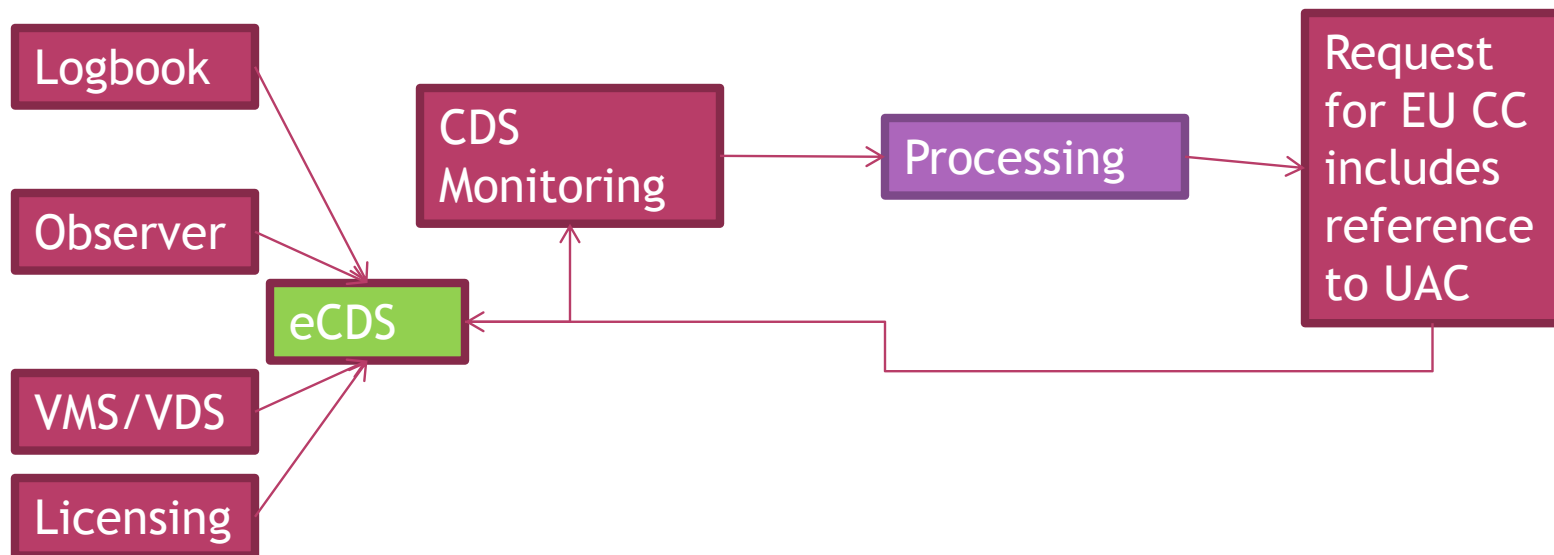 Logbook
Observer
VMS/VDS
Licensing
eCDS
CDS
Monitoring
Processing
Request
for EU CC
includes
reference
to UAC